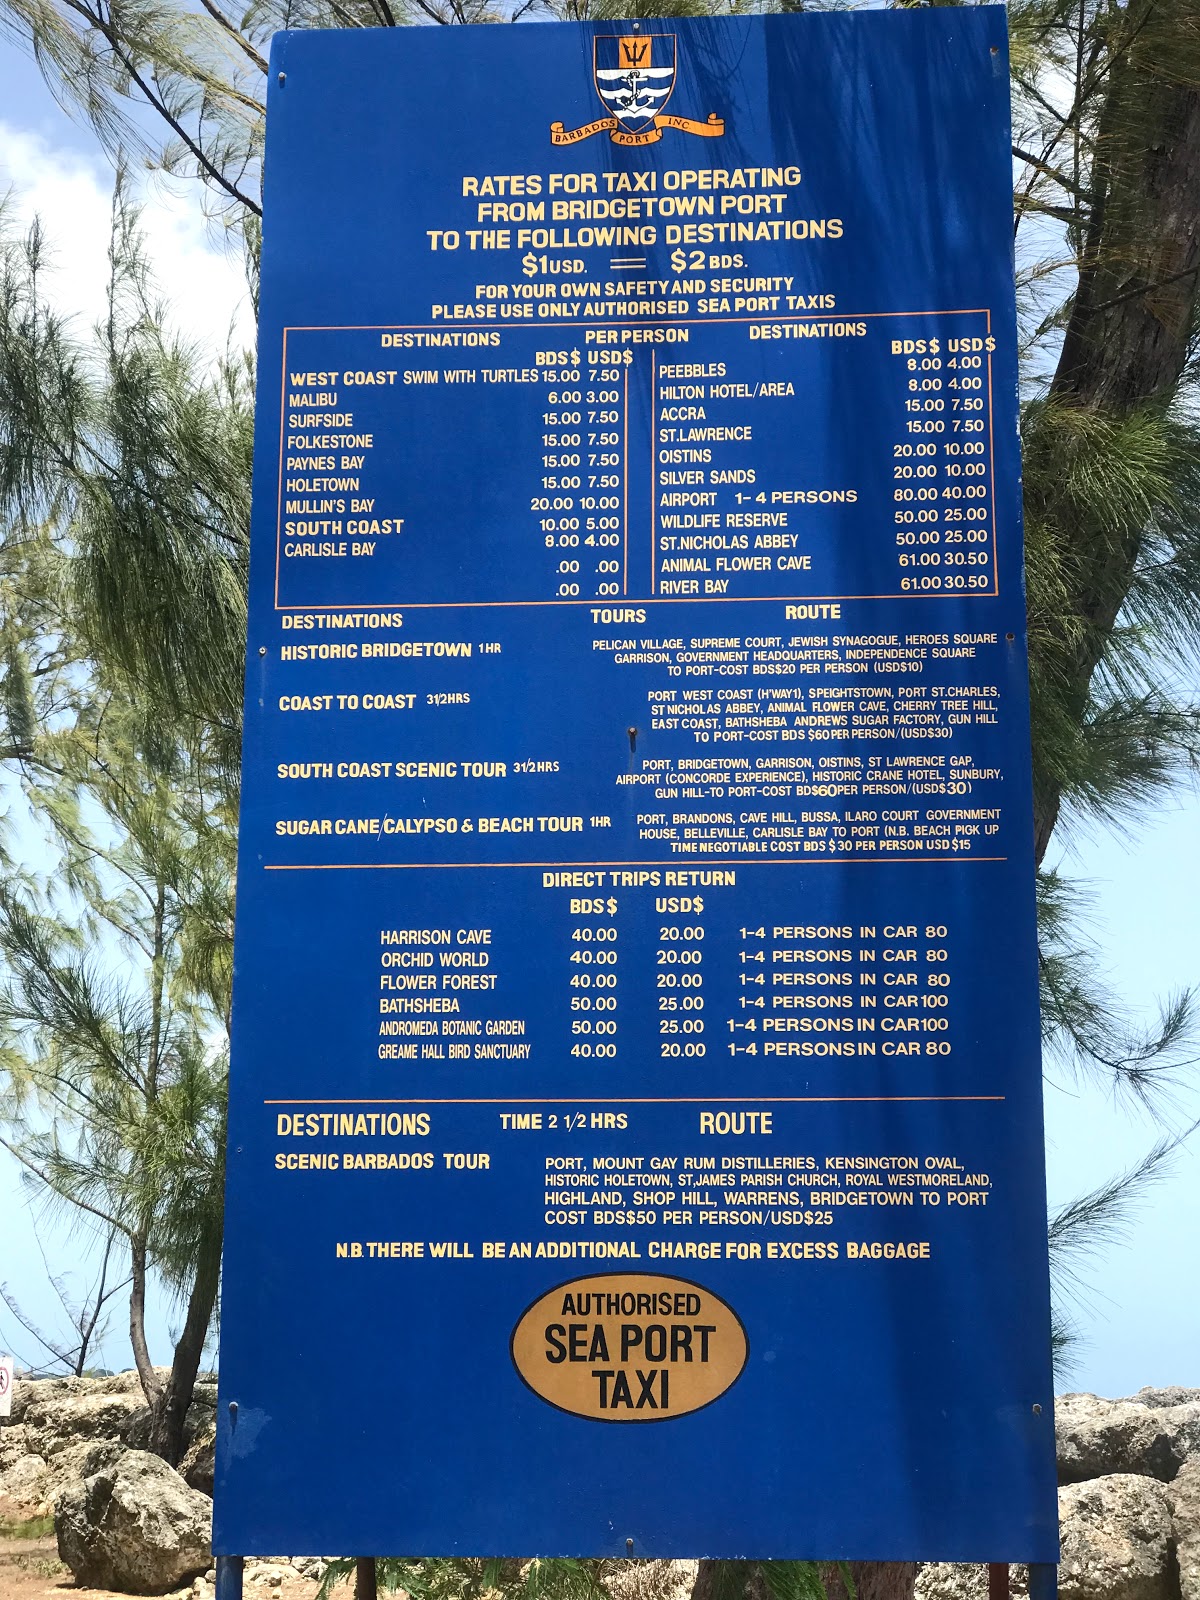 BARBADOS PORT INC.
RATES FOR TAXI OPERATING
FROM BRIDGETOWN PORT
TO THE FOLLOWING DESTINATIONS
$1 USD. = $2 BDS.
FOR YOUR OWN SAFETY AND SECURITY
PLEASE USE ONLY AUTHORISED SEA PORT TAXIS
DESTINATIONS PER PERSON DESTINATIONS
BDS $ USD $
WEST COAST SWIM WITH TURTLES 15.00 7.50
MALIBU 6.00 3.00
SURFSIDE 15.00 7.50
FOLKESTONE 15.00 7.50
PAYNES BAY 15.00 7.50
HOLETOWN 15.00 7.50
MULLIN'S BAY 20.00 10.00
SOUTH COAST 10.00 5.00
CARLISLE BAY 8.00 4.00
.00 .00
.00 .00
BDS $ USD $
PEEBBLES 8.00 4.00
HILTON HOTEL/AREA 8.00 4.00
ACCRA 15.00 7.50
ST.LAWRENCE 15.00 7.50
OISTINS 20.00 10.00
SILVER SANDS 20.00 10.00
AIRPORT 1-4 PERSONS 80.00 40.00
WILDLIFE RESERVE 50.00 25.00
ST.NICHOLAS ABBEY 50.00 25.00
ANIMAL FLOWER CAVE 61.00 30.50
RIVER BAY 61.00 30.50
DESTINATIONS TOURS ROUTE
HISTORIC BRIDGETOWN 1HR
PELICAN VILLAGE, SUPREME COURT, JEWISH SYNAGOGUE, HEROES SQUARE
GARRISON, GOVERNMENT HEADQUARTERS, INDEPENDENCE SQUARE
TO PORT-COST BDS$20 PER PERSON (USD$10)
COAST TO COAST 31/2HRS
PORT WEST COAST (H'WAY1), SPEIGHTSTOWN, PORT ST.CHARLES,
ST NICHOLAS ABBEY, ANIMAL FLOWER CAVE, CHERRY TREE HILL,
EAST COAST, BATHSHEBA ANDREWS SUGAR FACTORY, GUN HILL
TO PORT-COST BDS $60 PER PERSON/(USD$30)
SOUTH COAST SCENIC TOUR 31/2HRS
PORT, BRIDGETOWN, GARRISON, OISTINS, ST LAWRENCE GAP,
AIRPORT (CONCORDE EXPERIENCE), HISTORIC CRANE HOTEL, SUNBURY,
GUN HILL-TO PORT-COST BD$60PER PERSON/(USD$30)
SUGAR CANE/CALYPSO & BEACH TOUR 1HR
PORT, BRANDONS, CAVE HILL, BUSSA, ILARO COURT GOVERNMENT
HOUSE, BELLEVILLE, CARLISLE BAY TO PORT (N.B. BEACH PICK UP
TIME NEGOTIABLE COST BDS $30 PER PERSON USD $15
DIRECT TRIPS RETURN
BDS $ USD $
HARRISON CAVE 40.00 20.00 1-4 PERSONS IN CAR 80
ORCHID WORLD 40.00 20.00 1-4 PERSONS IN CAR 80
FLOWER FOREST 40.00 20.00 1-4 PERSONS IN CAR 80
BATHSHEBA 50.00 25.00 1-4 PERSONS IN CAR 100
ANDROMEDA BOTANIC GARDEN 50.00 25.00 1-4 PERSONS IN CAR 100
GREAME HALL BIRD SANCTUARY 40.00 20.00 1-4 PERSONS IN CAR 80
DESTINATIONS TIME 2 1/2 HRS ROUTE
SCENIC BARBADOS TOUR
PORT, MOUNT GAY RUM DISTILLERIES, KENSINGTON OVAL,
HISTORIC HOLETOWN, ST,JAMES PARISH CHURCH, ROYAL WESTMORELAND,
HIGHLAND, SHOP HILL, WARRENS, BRIDGETOWN TO PORT
COST BDS$50 PER PERSON/USD$25
N.B. THERE WILL BE AN ADDITIONAL CHARGE FOR EXCESS BAGGAGE
AUTHORISED
SEA PORT
TAXI